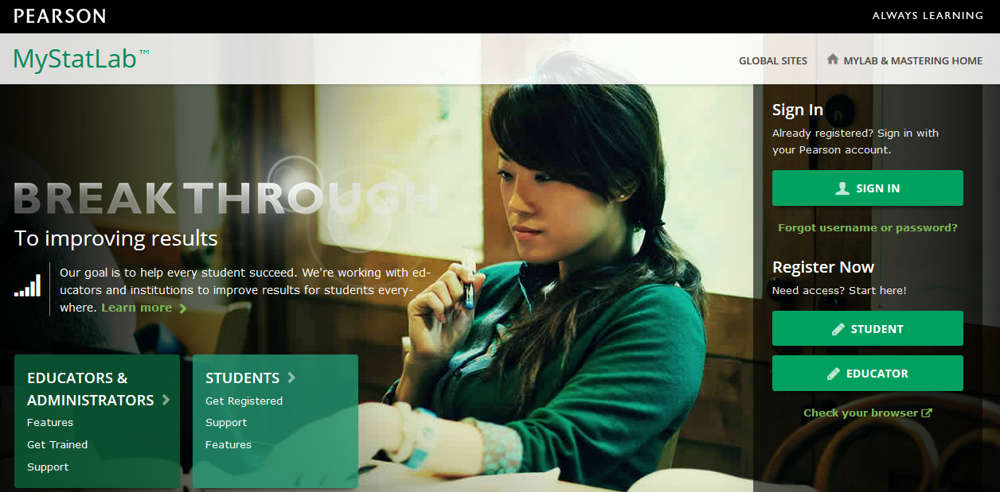 PEARSON
ALWAYS LEARNING
MyStatLab™
GLOBAL SITES
MYLAB & MASTERING HOME
BREAKTHROUGH
To improving results
Our goal is to help every student succeed. We're working with ed-
ucators and institutions to improve results for students every-
where. Learn more
EDUCATORS &
ADMINISTRATORS
Features
Get Trained
Support
STUDENTS
Get Registered
Support
Features
Sign In
Already registered? Sign in with
your Pearson account.
SIGN IN
Forgot username or password?
Register Now
Need access? Start here!
STUDENT
EDUCATOR
Check your browser